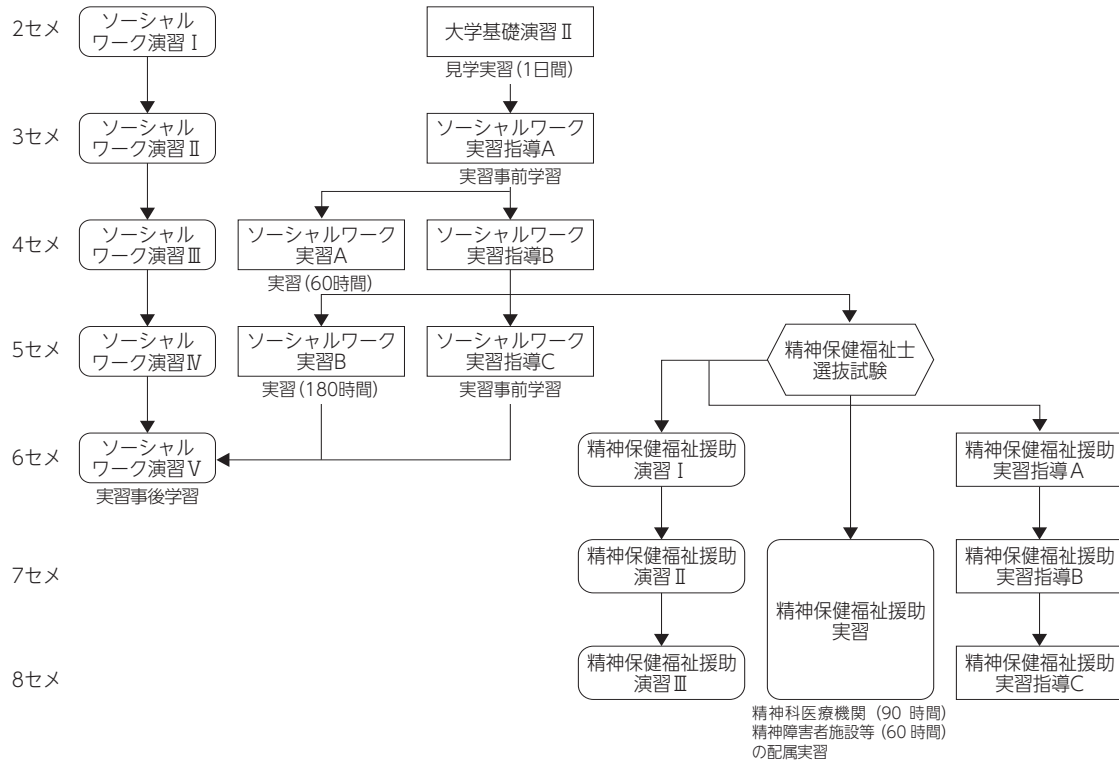 2セメ
ソーシャル
ワーク演習Ⅰ
大学基礎演習Ⅱ
見学実習(1日間)
3セメ
ソーシャル
ワーク演習Ⅱ
ソーシャルワーク
実習指導A
実習事前学習
4セメ
ソーシャル
ワーク演習Ⅲ
ソーシャルワーク
実習A
実習(60時間)
ソーシャルワーク
実習指導B
5セメ
ソーシャル
ワーク演習Ⅳ
ソーシャルワーク
実習B
実習(180時間)
ソーシャルワーク
実習指導C
実習事前学習
精神保健福祉士
選抜試験
6セメ
ソーシャル
ワーク演習Ⅴ
実習事後学習
精神保健福祉援助
演習Ⅰ
精神保健福祉援助
実習指導A
7セメ
精神保健福祉援助
演習Ⅱ
精神保健福祉援助
実習
精神保健福祉援助
実習指導B
8セメ
精神保健福祉援助
演習Ⅲ
精神保健福祉援助
実習指導C
精神科医療機関 (90 時間)
精神障害者施設等 (60 時間)
の配属実習